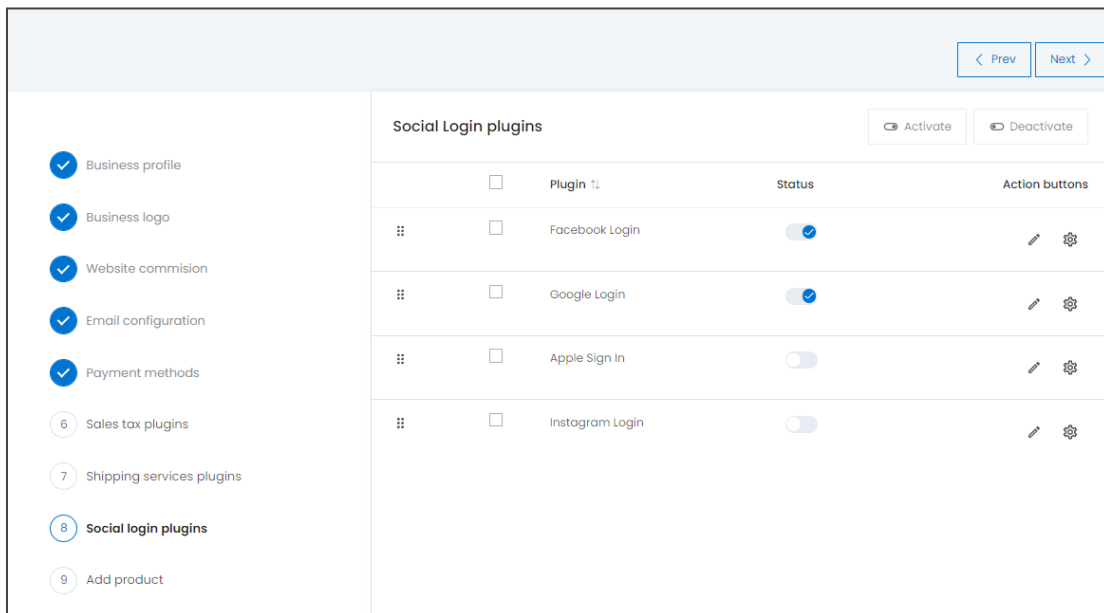 Prev
Next
Business profile
Business logo
Website commision
Email configuration
Payment methods
6 Sales tax plugins
7 Shipping services plugins
8 Social login plugins
9 Add product
Social Login plugins
Activate
Deactivate
Plugin Status Action buttons
Facebook Login
Google Login
Apple Sign In
Instagram Login